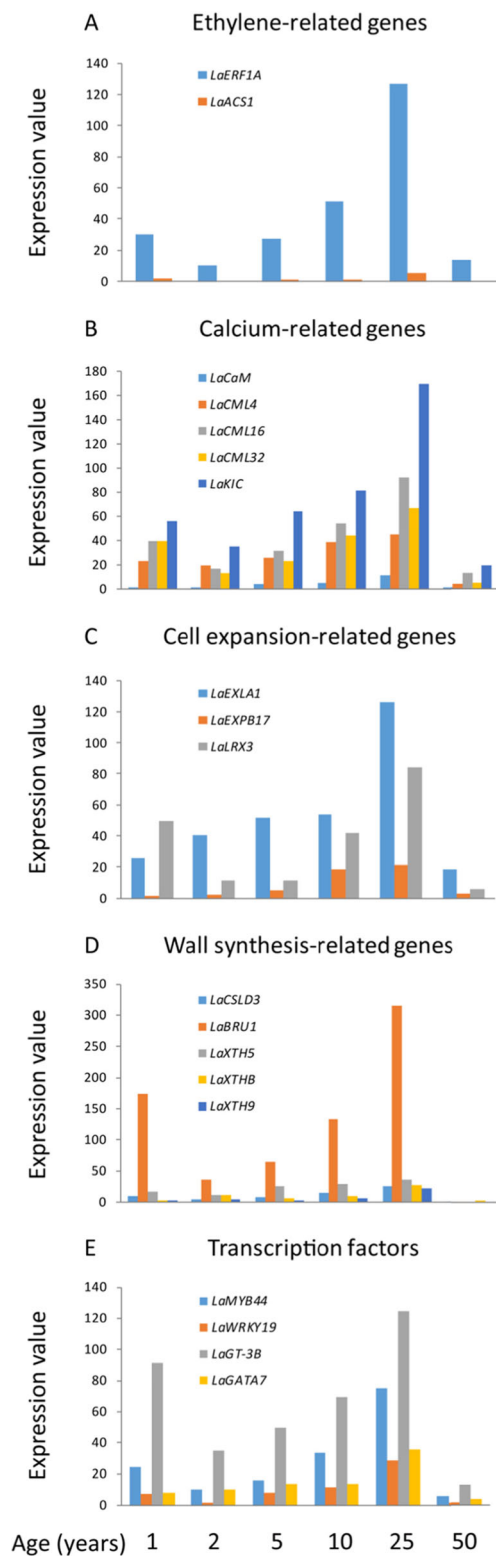 A Ethylene-related genes
Expression value
140
120
100
80
60
40
20
0
LaERF1A
LaACS1
B Calcium-related genes
Expression value
180
160
140
120
100
80
60
40
20
0
LaCaM
LaCML4
LaCML16
LaCML32
LaKIC
C Cell expansion-related genes
Expression value
140
120
100
80
60
40
20
0
LaEXLA1
LaEXPB17
LaLRX3
D Wall synthesis-related genes
Expression value
350
300
250
200
150
100
50
0
LaCSLD3
LaBRU1
LaXTH5
LaXTHB
LaXTH9
E Transcription factors
Expression value
140
120
100
80
60
40
20
0
LaMYB44
LaWRKY19
LaGT-3B
LaGATA7
Age (years) 1 2 5 10 25 50